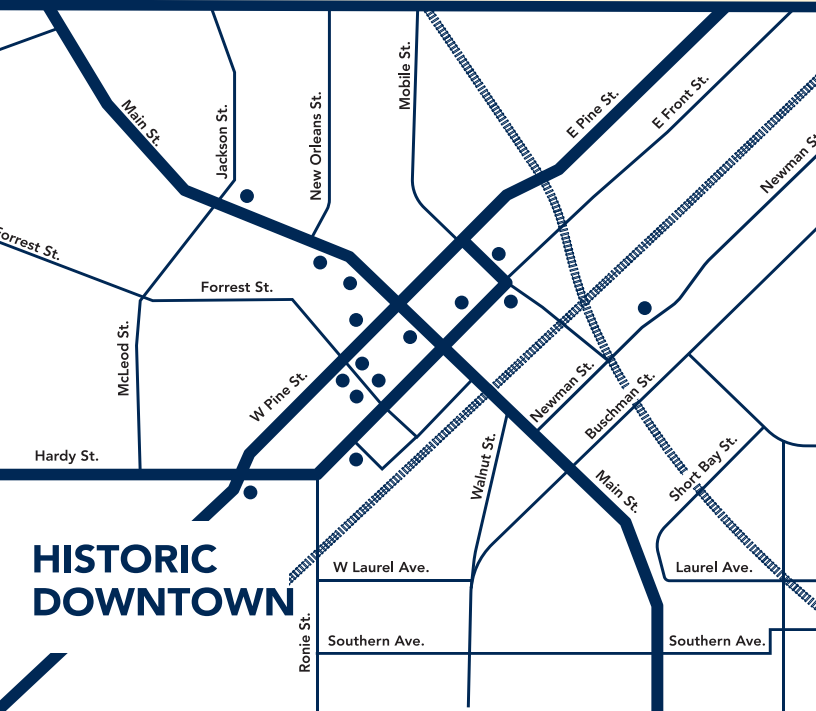 Main St.
Jackson St.
New Orleans St.
Mobile St.
E Pine St.
E Front St.
Newman St.
Forrest St.
Forrest St.
McLeod St.
W Pine St.
Newman St.
Buschman St.
Hardy St.
Walnut St.
Main St.
Short Bay St.
HISTORIC
DOWNTOWN
W Laurel Ave.
Laurel Ave.
Ronie St.
Southern Ave.
Southern Ave.